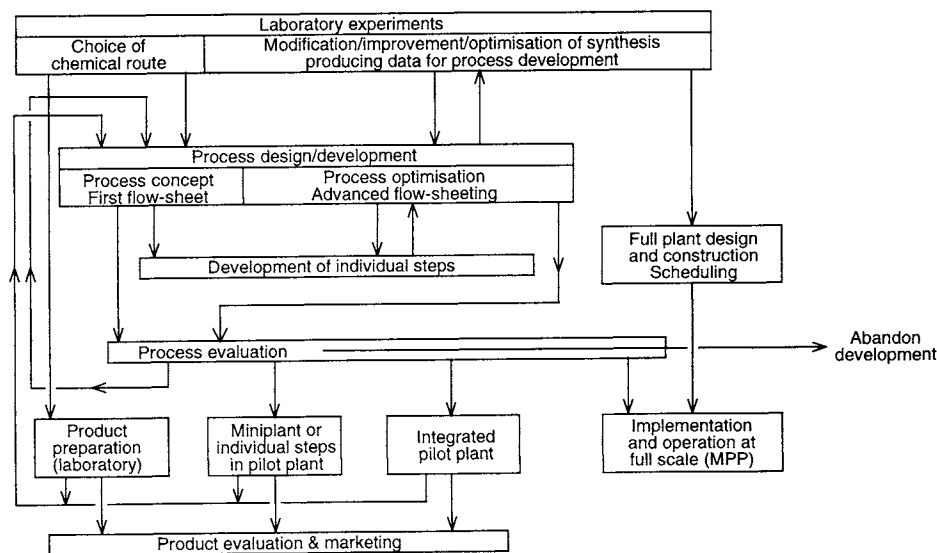 Laboratory experiments
Choice of
chemical route
Modification/improvement/optimisation of synthesis
producing data for process development
Process design/development
Process concept
First flow-sheet
Process optimisation
Advanced flow-sheeting
Development of individual steps
Full plant design
and construction
Scheduling
Process evaluation
Abandon
development
Product
preparation
(laboratory)
Miniplant or
individual steps
in pilot plant
Integrated
pilot plant
Implementation
and operation at
full scale (MPP)
Product evaluation & marketing